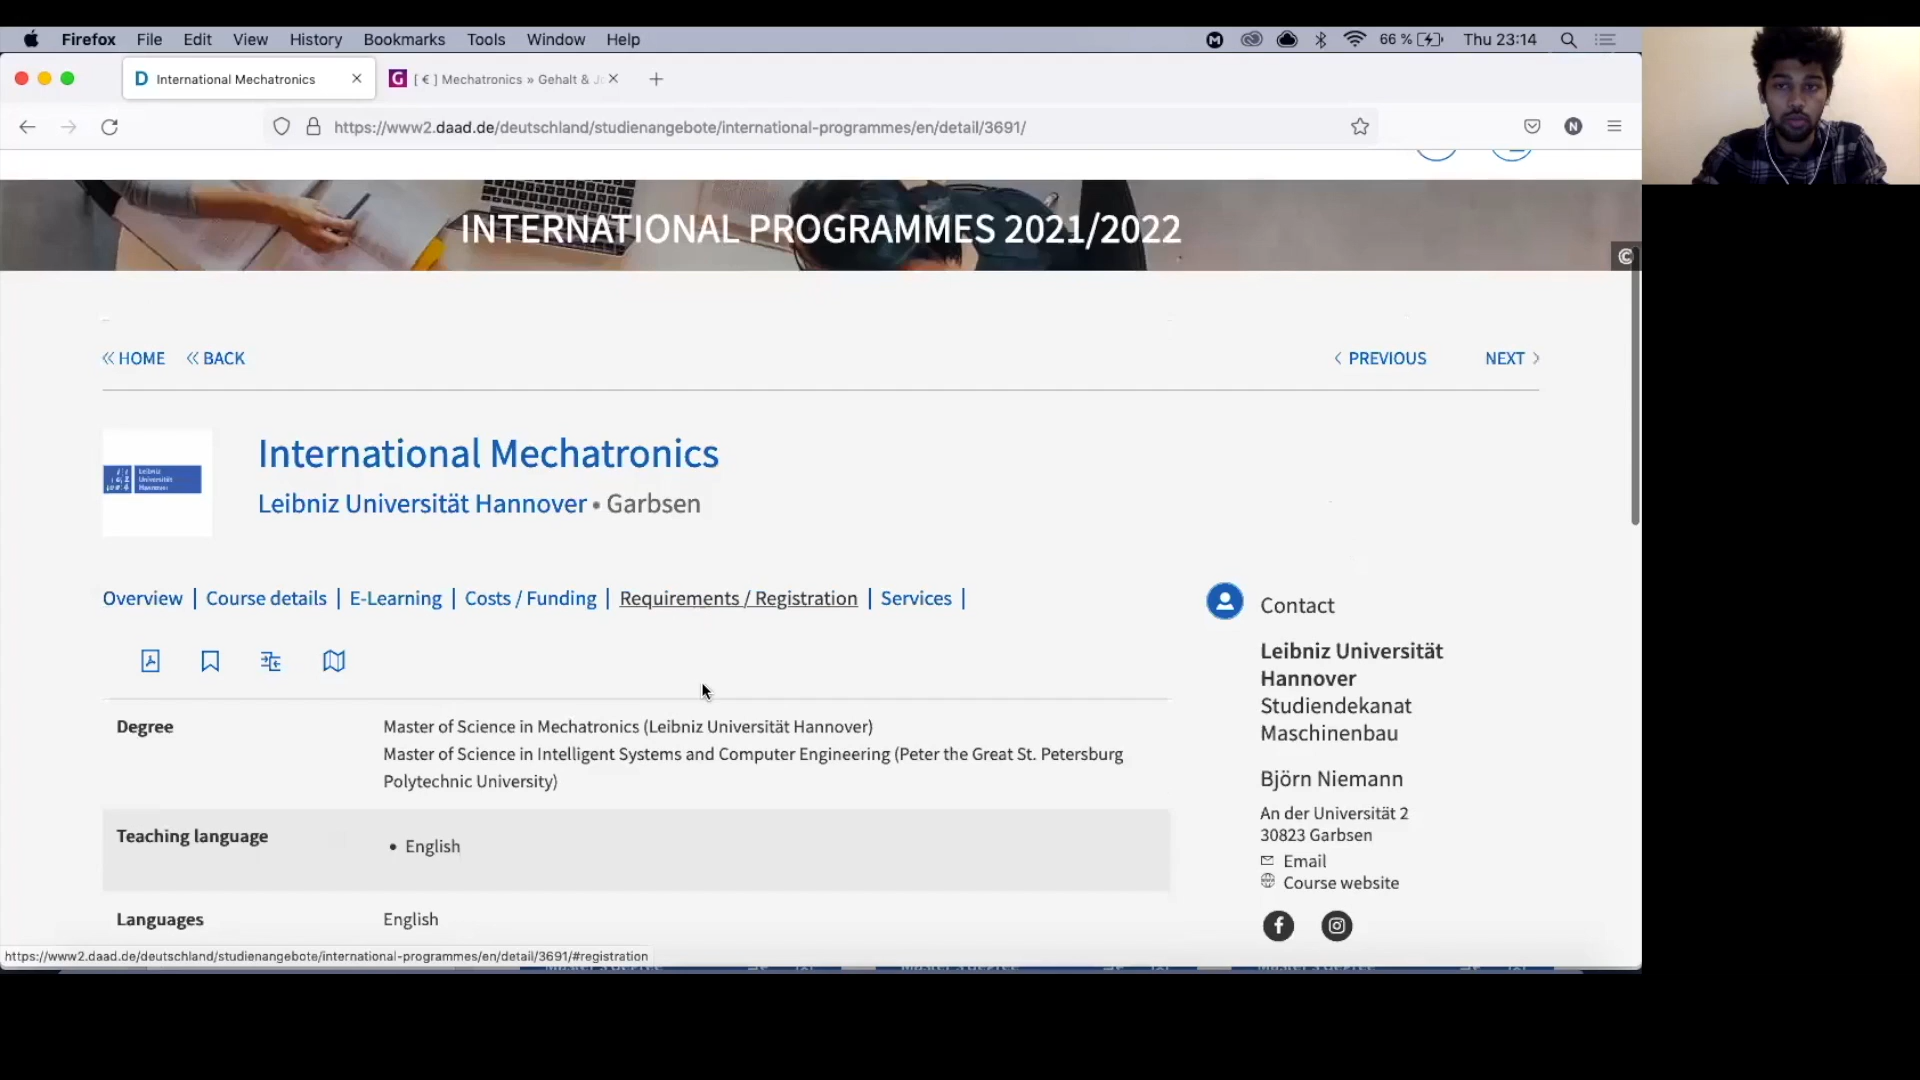 Firefox File Edit View History Bookmarks Tools Window Help 66 % Thu 23:14
D International Mechatronics G [ € ] Mechatronics » Gehalt &
https://www2.daad.de/deutschland/studienangebote/international-programmes/en/detail/3691/ N
INTERNATIONAL PROGRAMMES 2021/2022
©
HOME BACK PREVIOUS NEXT
International Mechatronics
Leibniz Universität Hannover
Leibniz Universität Hannover • Garbsen
Overview | Course details | E-Learning | Costs / Funding | Requirements / Registration | Services |
Degree Master of Science in Mechatronics (Leibniz Universität Hannover)
Master of Science in Intelligent Systems and Computer Engineering (Peter the Great St. Petersburg
Polytechnic University)
Teaching language • English
Languages English
Contact
Leibniz Universität
Hannover
Studiendekanat
Maschinenbau
Björn Niemann
An der Universität 2
30823 Garbsen
Email
Course website
https://www2.daad.de/deutschland/studienangebote/international-programmes/en/detail/3691/#registration